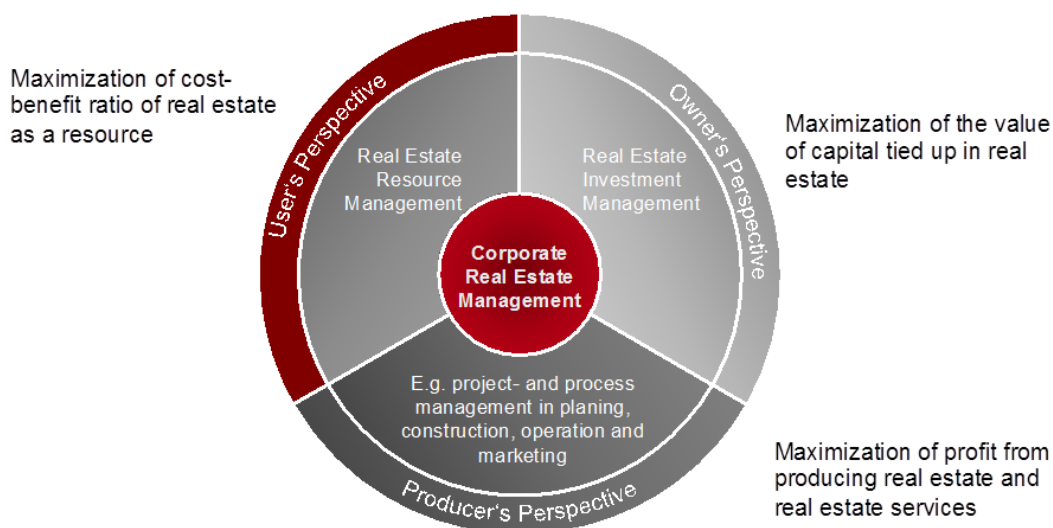 Maximization of cost-
benefit ratio of real estate
as a resource
User's Perspective
Real Estate
Resource
Management
Real Estate
Investment
Management
Owner's Perspective
Maximization of the value
of capital tied up in real
estate
Corporate
Real Estate
Management
E.g. project- and process
management in planing,
construction, operation and
marketing
Producer's Perspective
Maximization of profit from
producing real estate and
real estate services